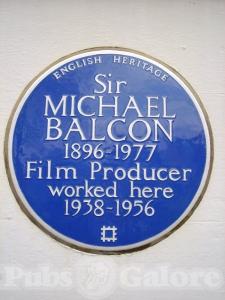 ENGLISH HERITAGE
Sir
MICHAEL
BALCON
1896-1977
Film Producer
worked here
1938-1956
Pubs Galore